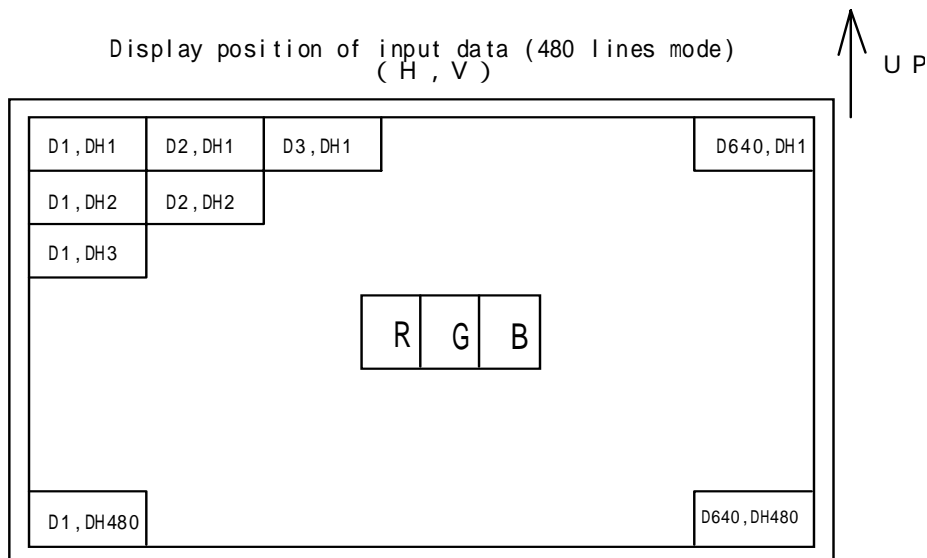 Display position of input data (480 lines mode)
( H , V )
U P
D1,DH1 D2,DH1 D3,DH1 D640,DH1
D1,DH2 D2,DH2
D1,DH3
R G B
D1,DH480 D640,DH480